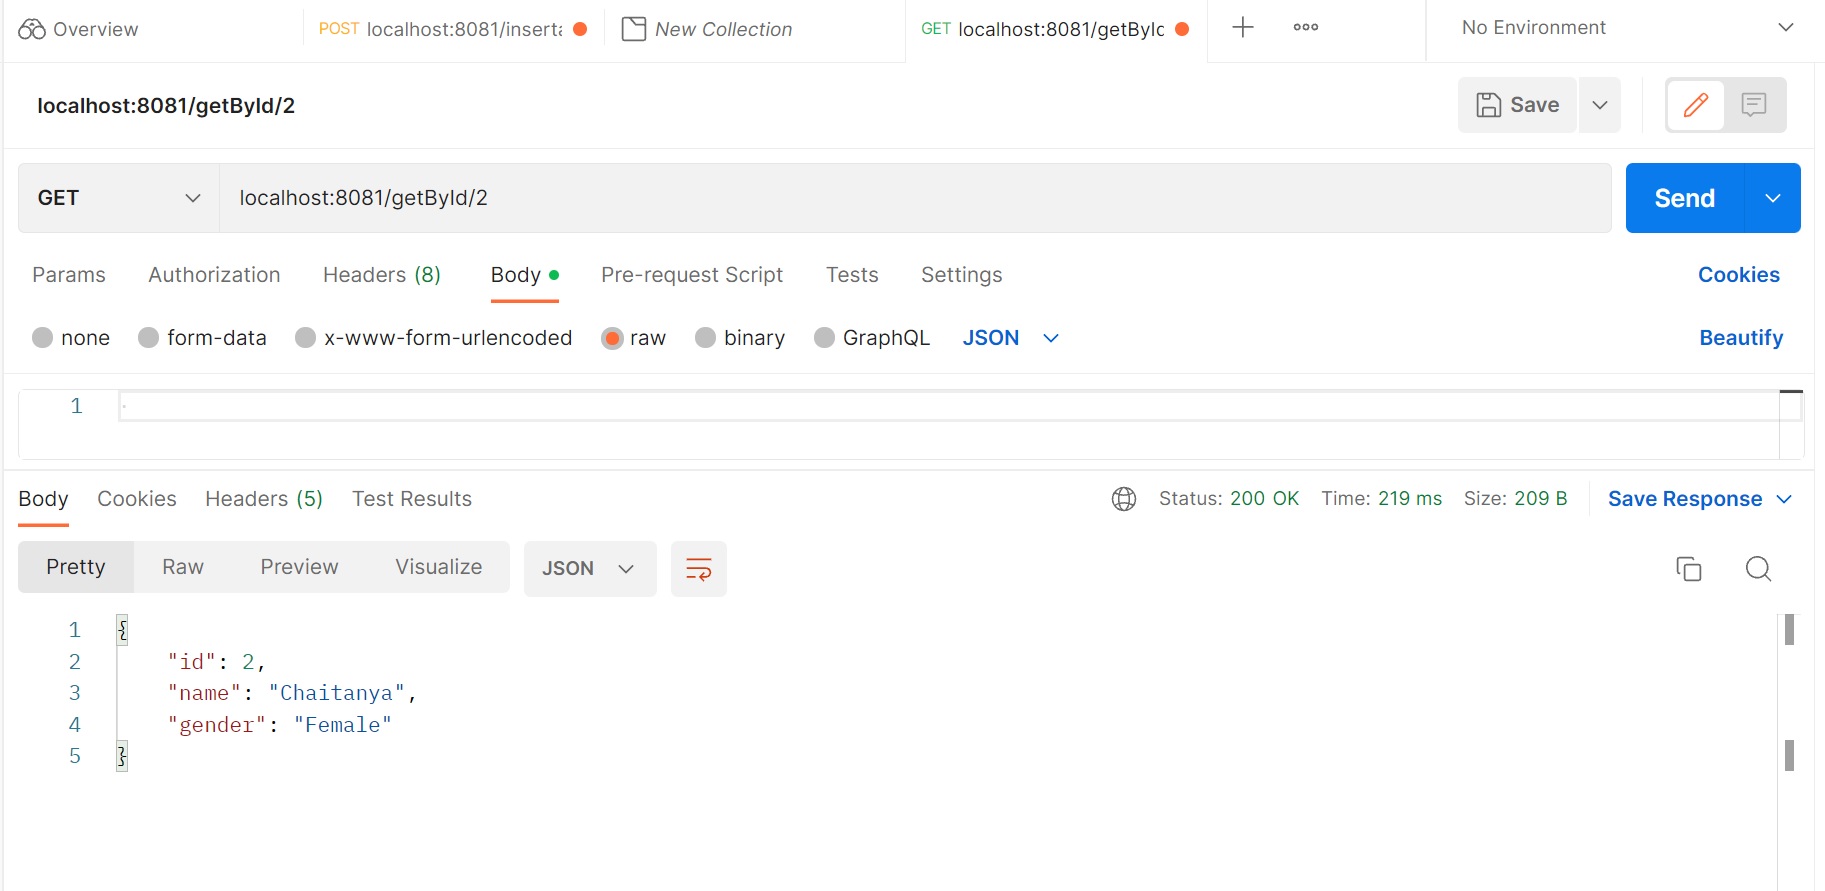 Overview
POST localhost:8081/inserta
New Collection
GET localhost:8081/getById
No Environment
localhost:8081/getById/2
Save
GET
localhost:8081/getById/2
Send
Params Authorization Headers (8) Body Pre-request Script Tests Settings Cookies
none form-data x-www-form-urlencoded raw binary GraphQL JSON Beautify
1
Body Cookies Headers (5) Test Results Status: 200 OK Time: 219 ms Size: 209 B Save Response
Pretty Raw Preview Visualize JSON
1 {
2 "id": 2,
3 "name": "Chaitanya",
4 "gender": "Female"
5 }